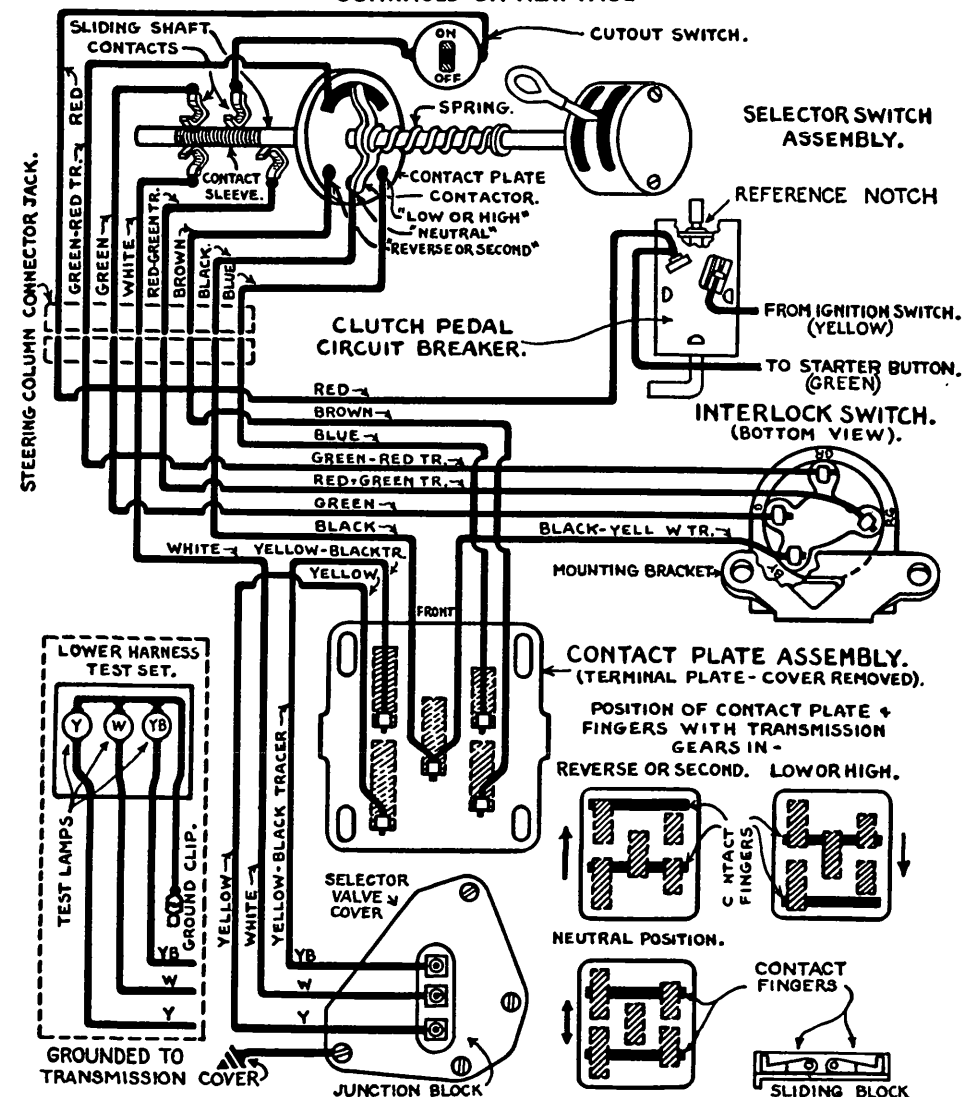 SLIDING SHAFT
CONTACTS
ON
OFF
CUTOUT SWITCH.
SPRING.
SELECTOR SWITCH
ASSEMBLY.
CONTACT
SLEEVE.
CONTACT PLATE
CONTACTOR.
"LOW OR HIGH"
"NEUTRAL"
"REVERSE OR SECOND"
REFERENCE NOTCH
STEERING COLUMN CONNECTOR JACK.
RED
GREEN-RED TR.
GREEN
WHITE
RED-GREEN TR.
BROWN
BLACK.
BLUE
CLUTCH PEDAL
CIRCUIT BREAKER.
FROM IGNITION SWITCH.
(YELLOW)
TO STARTER BUTTON.
(GREEN)
RED
BROWN
BLUE
GREEN-RED TR.
RED-GREEN TR.
GREEN
BLACK
WHITE
YELLOW-BLACK TR.
YELLOW
BLACK-YELL W TR.
INTERLOCK SWITCH.
(BOTTOM VIEW).
RG
YB
MOUNTING BRACKET
FRONT
LOWER HARNESS
TEST SET.
Y
W
YB
TEST LAMPS.
GROUND CLIP.
YB
W
Y
CONTACT PLATE ASSEMBLY.
(TERMINAL PLATE-COVER REMOVED).
POSITION OF CONTACT PLATE &
FINGERS WITH TRANSMISSION
GEARS IN -
REVERSE OR SECOND.
LOW OR HIGH.
C NTACT
FINGERS
YELLOW
WHITE
YELLOW-BLACK TRACER
SELECTOR
VALVE
COVER
YB
W
Y
NEUTRAL POSITION.
CONTACT
FINGERS
GROUNDED TO
TRANSMISSION COVER
JUNCTION BLOCK
SLIDING BLOCK